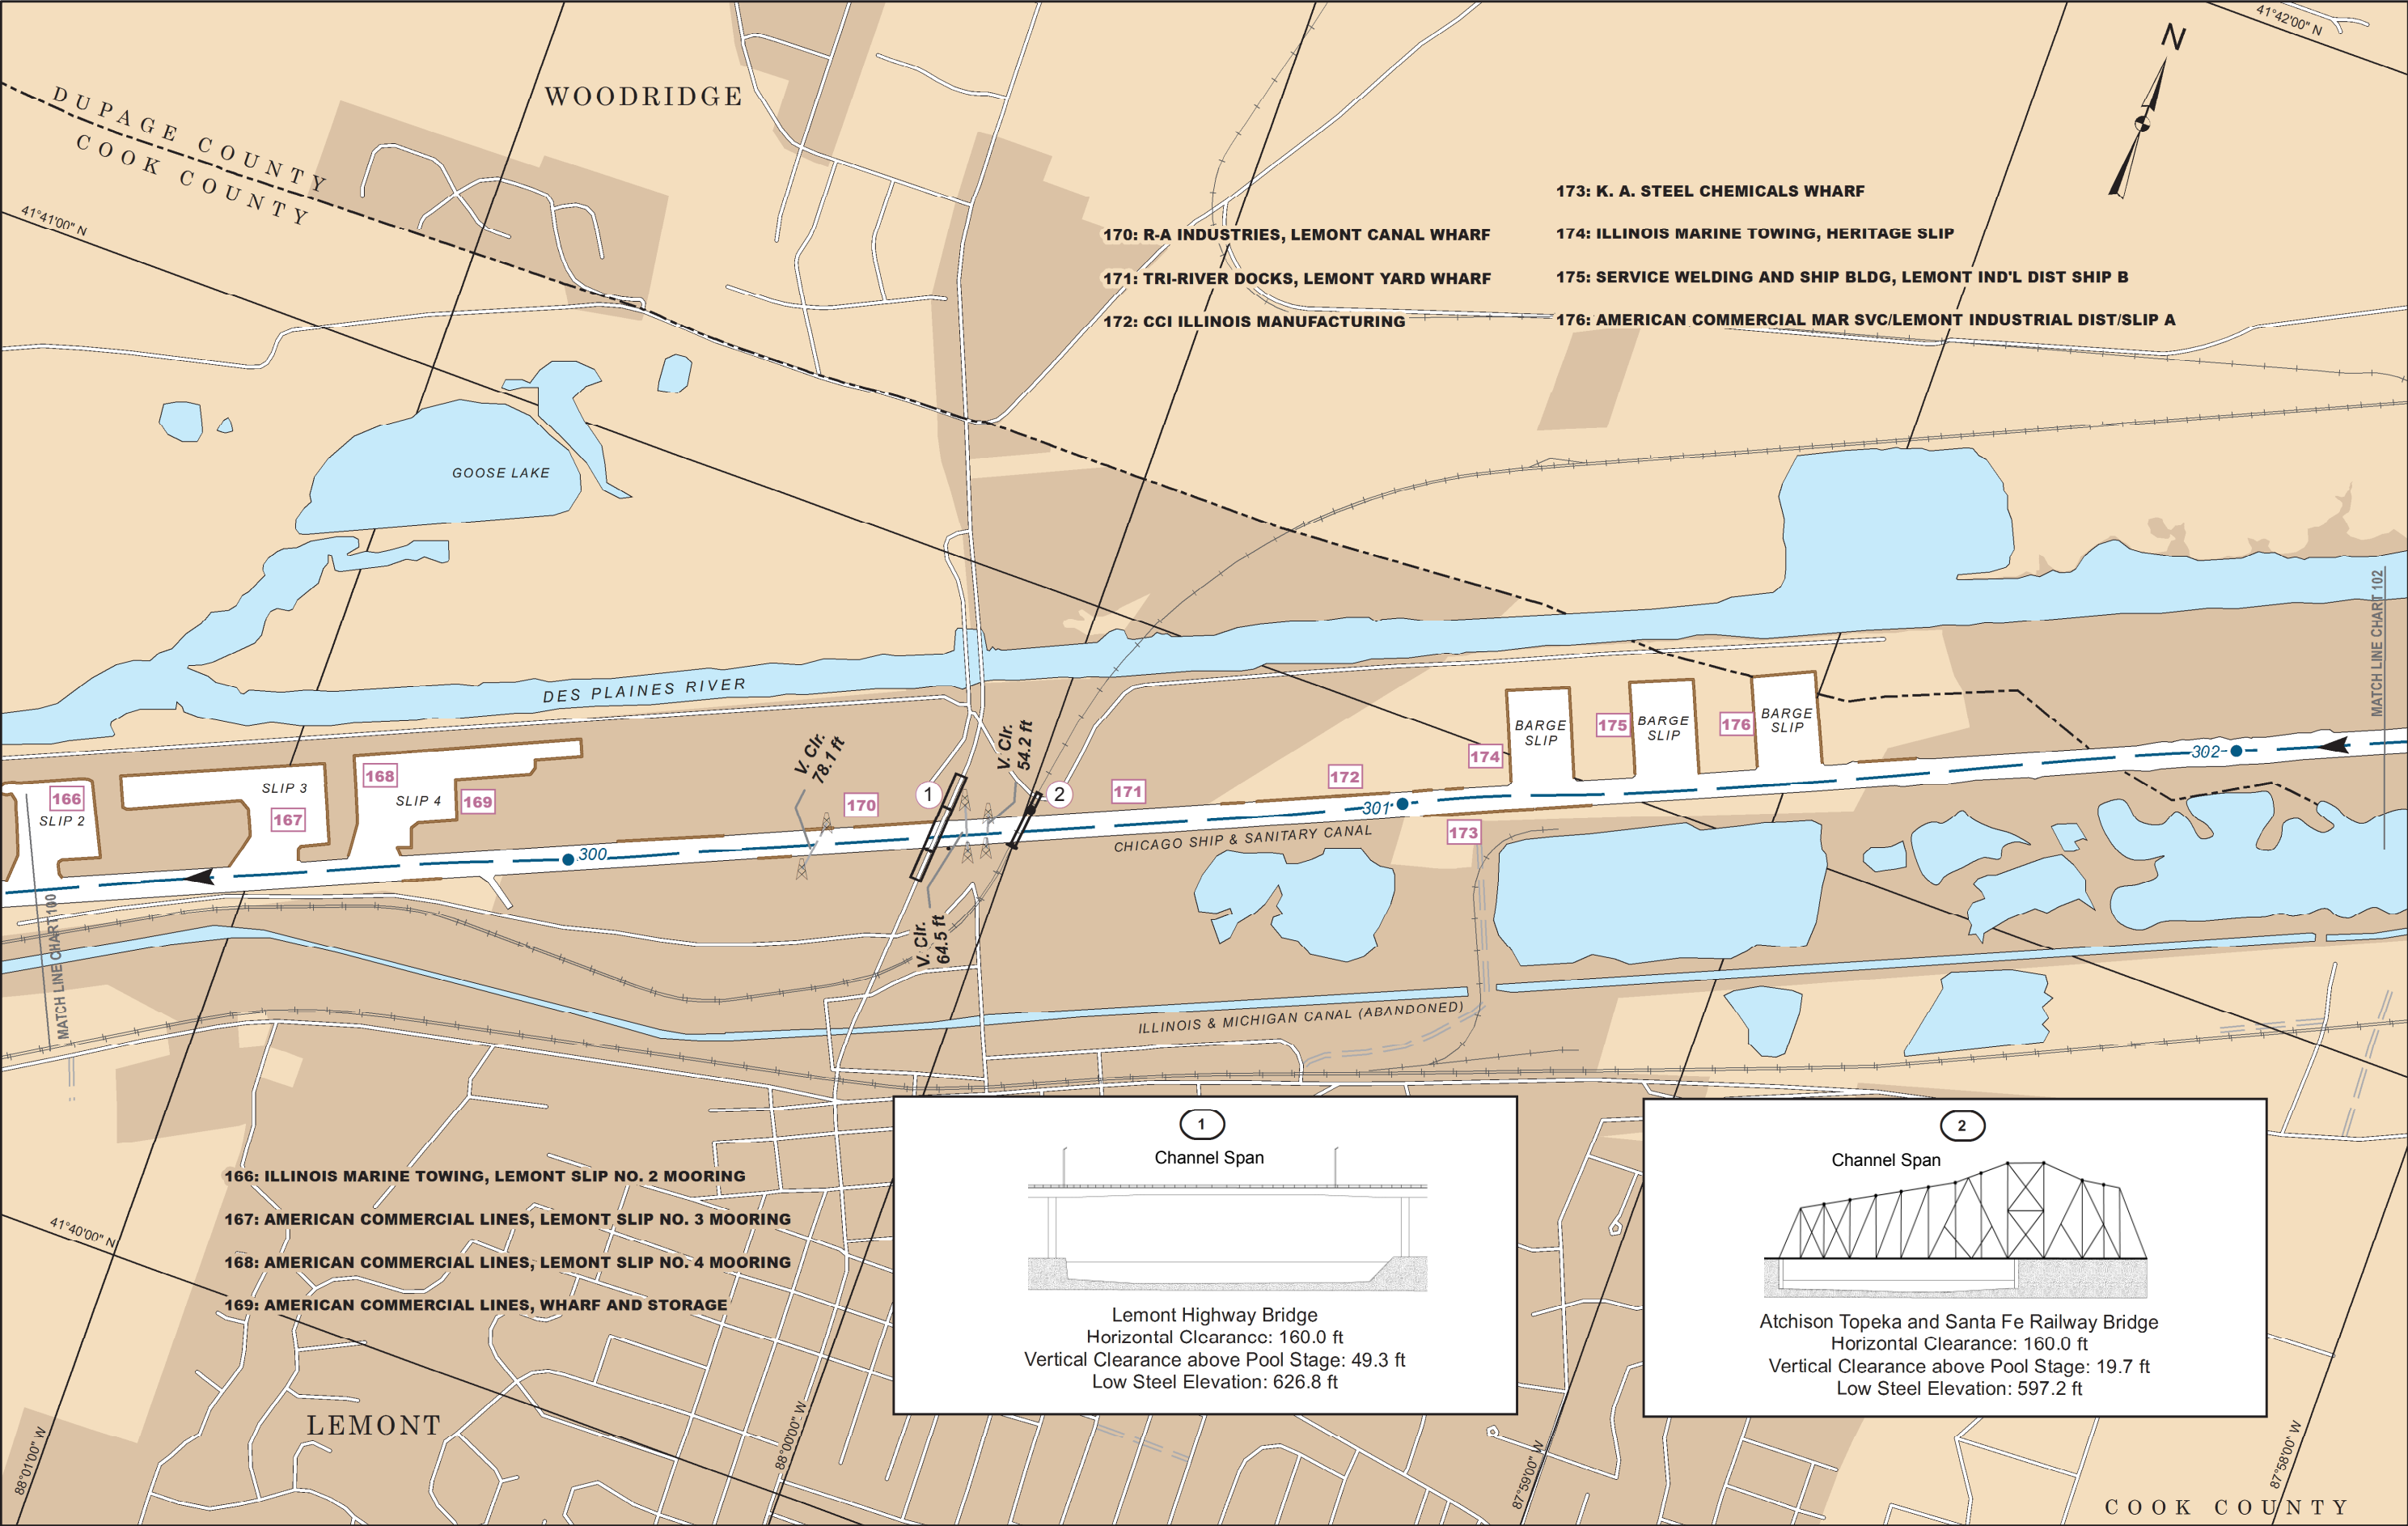 41°42'00" N
N
WOODRIDGE
DUPAGE COUNTY
COOK COUNTY
41°41'00" N
173: K. A. STEEL CHEMICALS WHARF
170: R-A INDUSTRIES, LEMONT CANAL WHARF
174: ILLINOIS MARINE TOWING, HERITAGE SLIP
171: TRI-RIVER DOCKS, LEMONT YARD WHARF
175: SERVICE WELDING AND SHIP BLDG, LEMONT IND'L DIST SHIP B
172: CCI ILLINOIS MANUFACTURING
176: AMERICAN COMMERCIAL MAR SVC/LEMONT INDUSTRIAL DIST/SLIP A
GOOSE LAKE
MATCH LINE CHART 102
DES PLAINES RIVER
BARGE
SLIP
175
BARGE
SLIP
176
BARGE
SLIP
174
302
V. Clr.
78.1 ft
V. Clr.
54.2 ft
168
SLIP 3
SLIP 4
169
166
SLIP 2
167
170
1
2
171
172
301
173
CHICAGO SHIP & SANITARY CANAL
300
V. Clr.
64.5 ft
MATCH LINE CHART 100
ILLINOIS & MICHIGAN CANAL (ABANDONED)
166: ILLINOIS MARINE TOWING, LEMONT SLIP NO. 2 MOORING
167: AMERICAN COMMERCIAL LINES, LEMONT SLIP NO. 3 MOORING
168: AMERICAN COMMERCIAL LINES, LEMONT SLIP NO. 4 MOORING
169: AMERICAN COMMERCIAL LINES, WHARF AND STORAGE
41°40'00" N
1
Channel Span
Lemont Highway Bridge
Horizontal Clearance: 160.0 ft
Vertical Clearance above Pool Stage: 49.3 ft
Low Steel Elevation: 626.8 ft
2
Channel Span
Atchison Topeka and Santa Fe Railway Bridge
Horizontal Clearance: 160.0 ft
Vertical Clearance above Pool Stage: 19.7 ft
Low Steel Elevation: 597.2 ft
LEMONT
88°01'00" W
88°00'00" W
87°59'00" W
87°58'00" W
COOK COUNTY